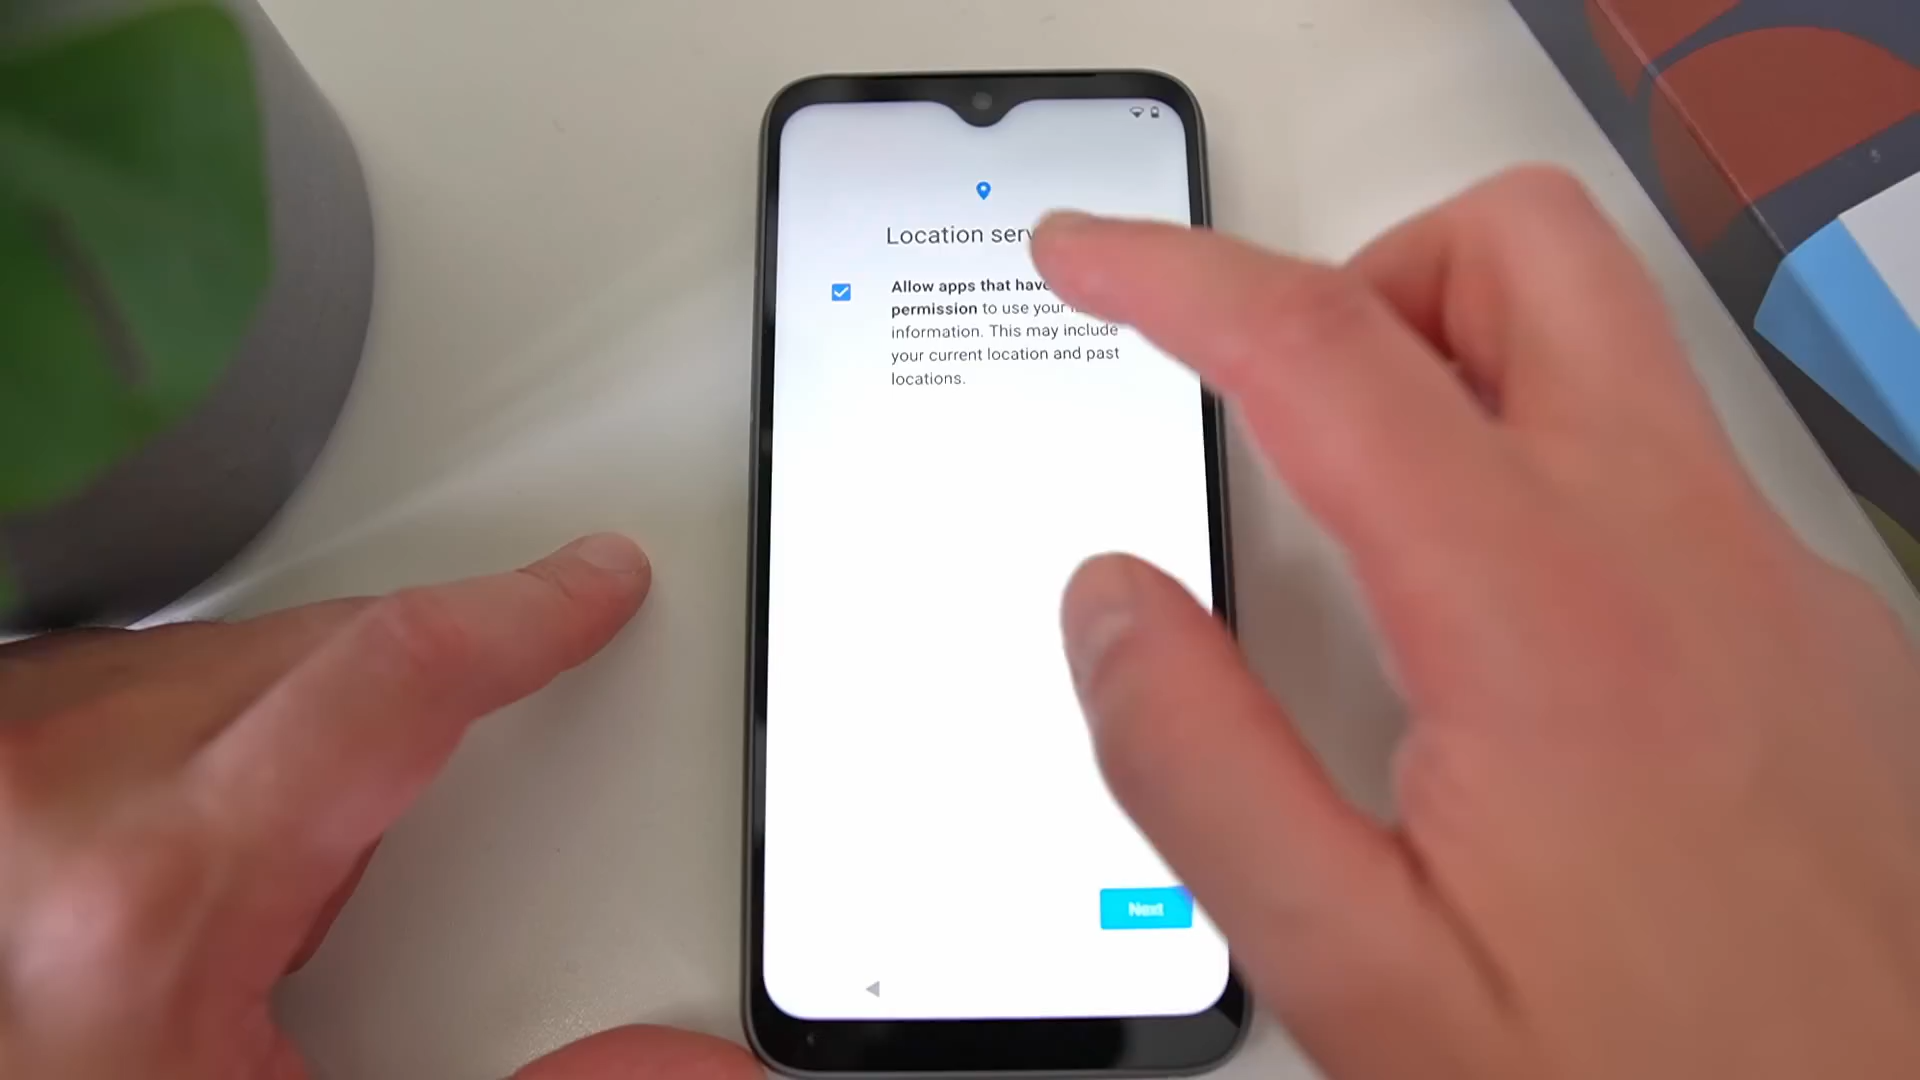 Location
Allow apps that have
permission to use your
information. This may include
your current location and past
locations.
Next